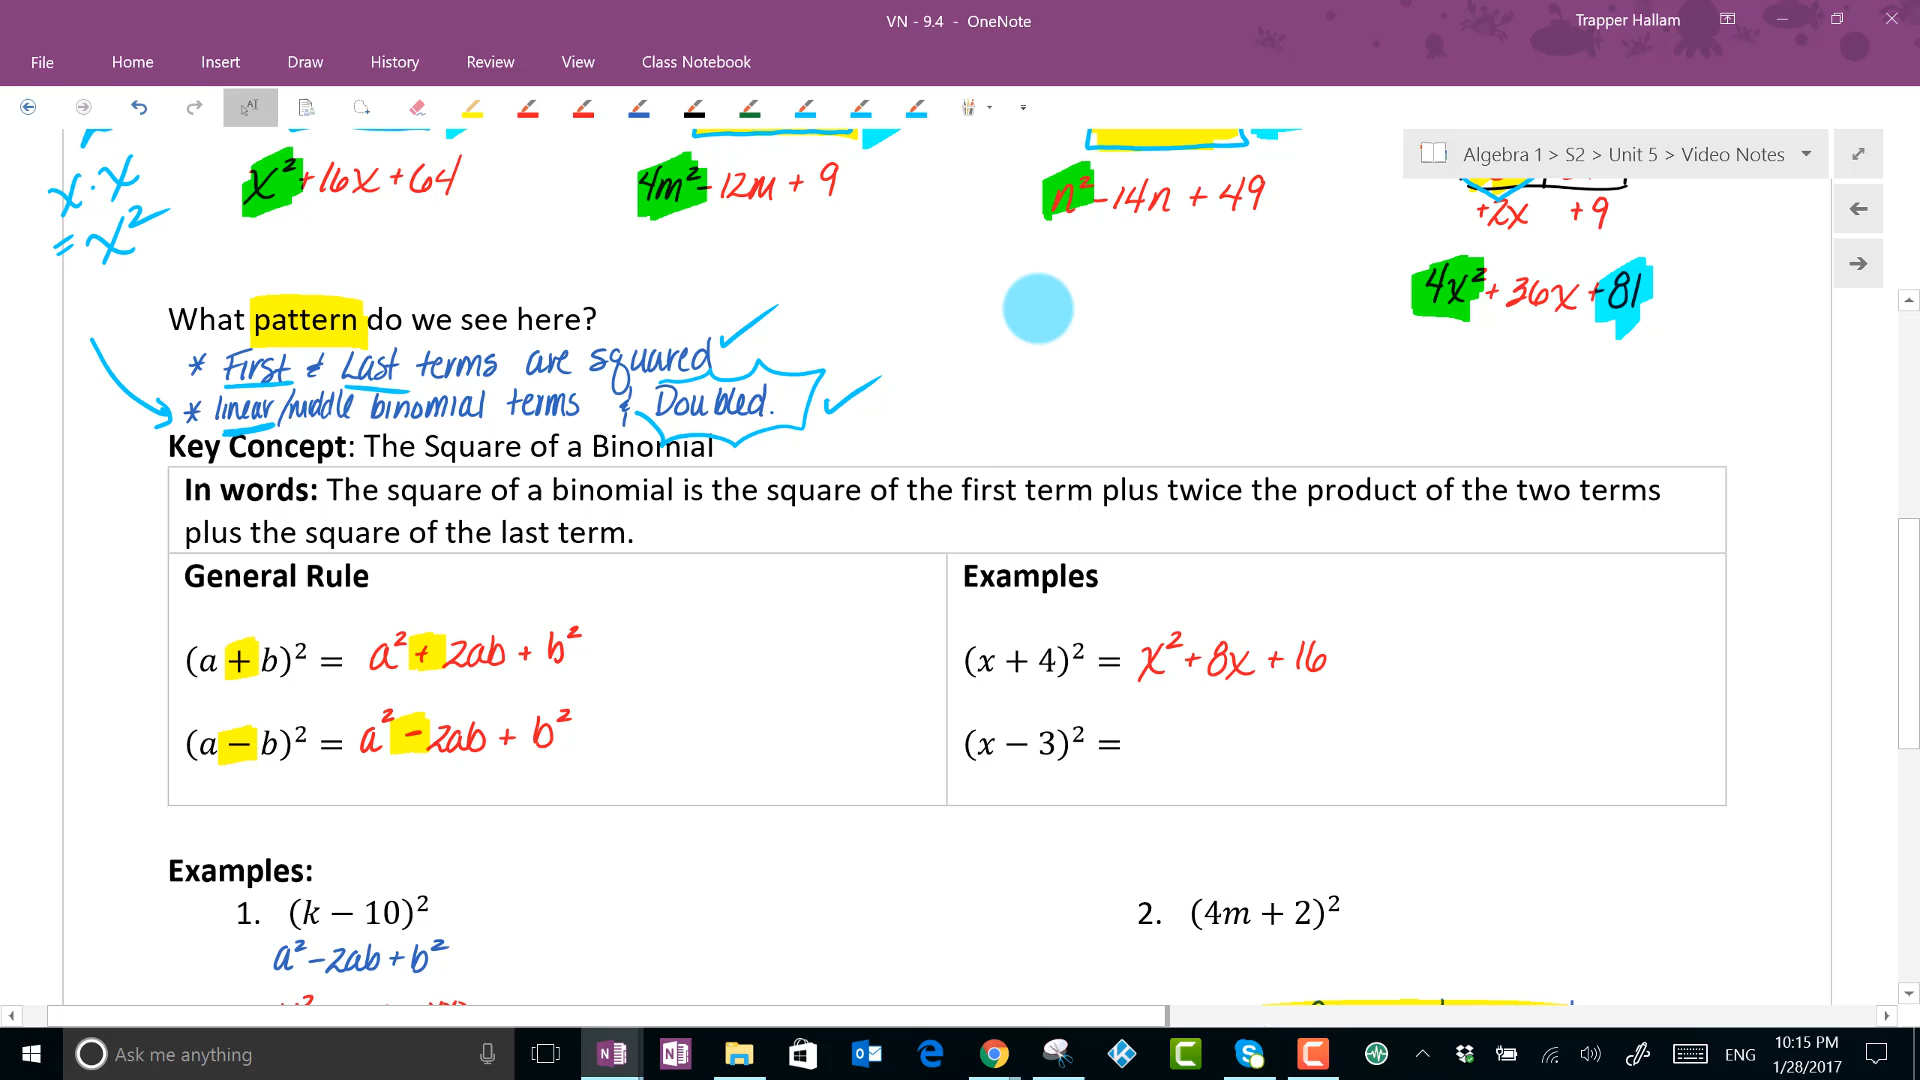 VN - 9.4 - OneNote
Trapper Hallam
File Home Insert Draw History Review View Class Notebook
Algebra 1 > S2 > Unit 5 > Video Notes
x · x
= x²
x² + 16x + 64
4m² - 12m + 9
n² - 14n + 49
+2x +9
4x² + 36x + 81
What pattern do we see here?
* First & Last terms are squared
* linear/middle binomial terms & Doubled.
Key Concept: The Square of a Binomial
In words: The square of a binomial is the square of the first term plus twice the product of the two terms
plus the square of the last term.
General Rule
(a + b)² = a² + 2ab + b²
(a − b)² = a² - 2ab + b²
Examples
(x + 4)² = x² + 8x + 16
(x − 3)² =
Examples:
1. (k − 10)²
a² - 2ab + b²
2. (4m + 2)²
Ask me anything
ENG
10:15 PM
1/28/2017